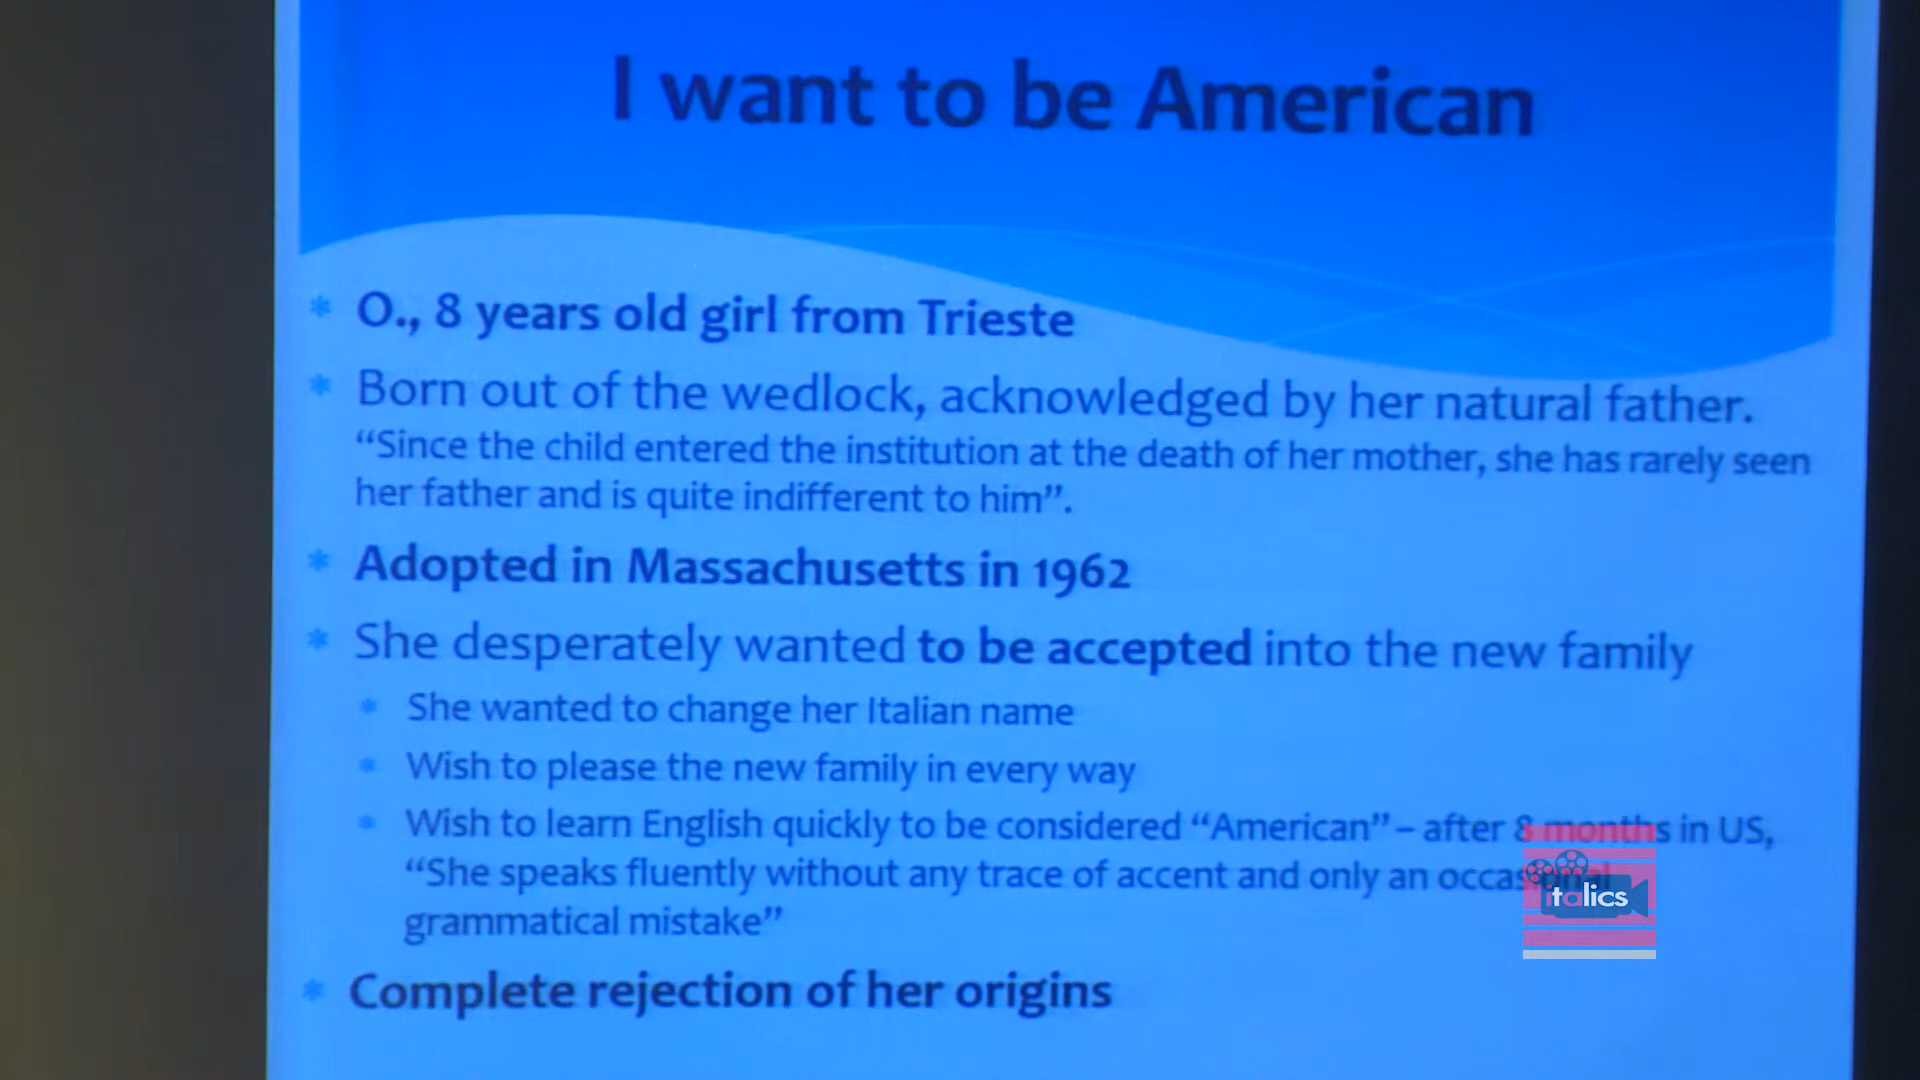 I want to be American
O., 8 years old girl from Trieste
Born out of the wedlock, acknowledged by her natural father.
“Since the child entered the institution at the death of her mother, she has rarely seen
her father and is quite indifferent to him”.
Adopted in Massachusetts in 1962
She desperately wanted to be accepted into the new family
She wanted to change her Italian name
Wish to please the new family in every way
Wish to learn English quickly to be considered “American” – after 8 months in US,
“She speaks fluently without any trace of accent and only an occasional
grammatical mistake”
italics
Complete rejection of her origins